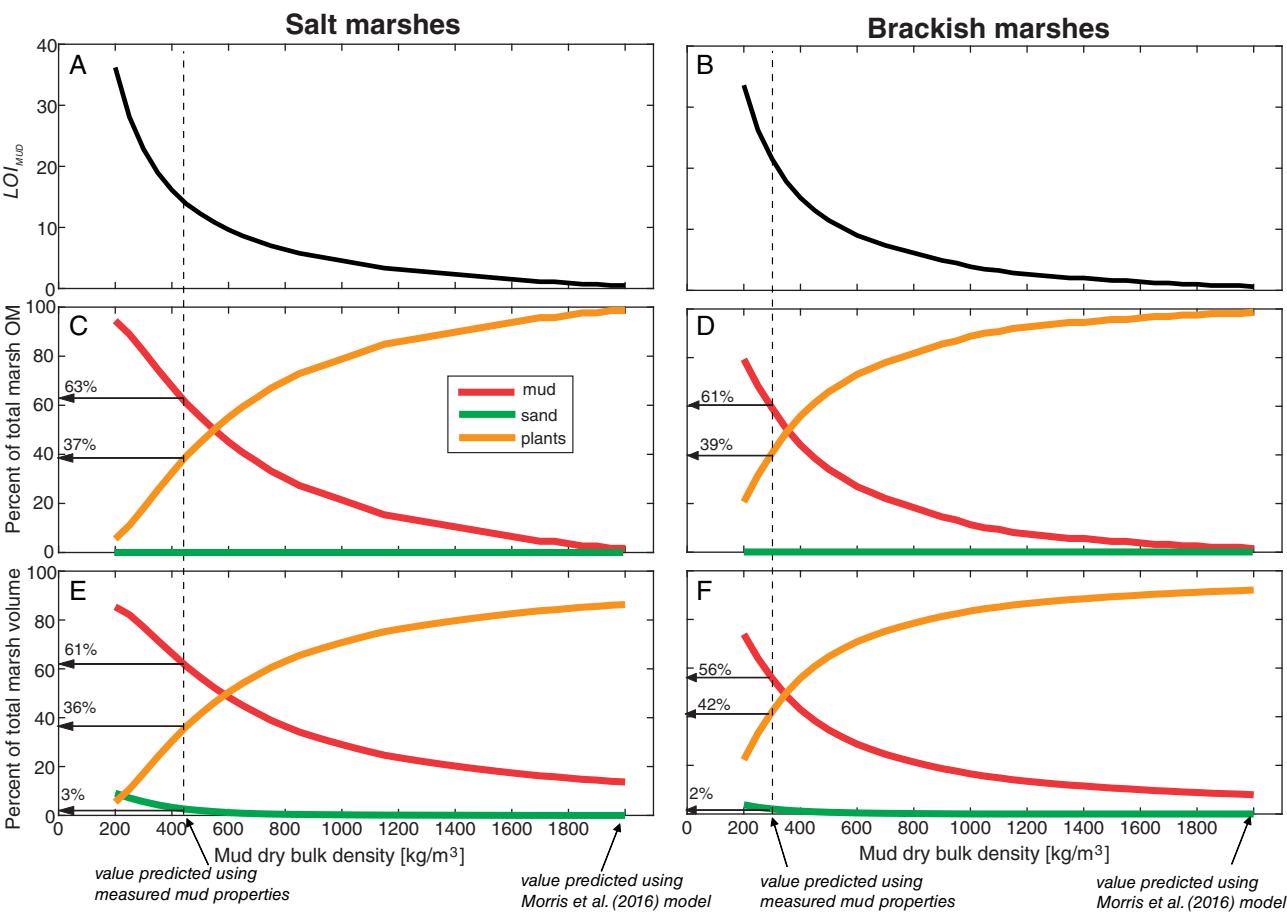 Salt marshes
Brackish marshes
A
B
LOI_MUD
40
30
20
10
0
C
D
Percent of total marsh OM
100
80
60
40
20
0
63%
37%
mud
sand
plants
61%
39%
E
F
Percent of total marsh volume
100
80
60
40
20
0
61%
36%
3%
56%
42%
2%
0 200 400 600 800 1000 1200 1400 1600 1800
0 200 400 600 800 1000 1200 1400 1600 1800
Mud dry bulk density [kg/m³]
Mud dry bulk density [kg/m³]
value predicted using
measured mud properties
value predicted using
Morris et al. (2016) model
value predicted using
measured mud properties
value predicted using
Morris et al. (2016) model